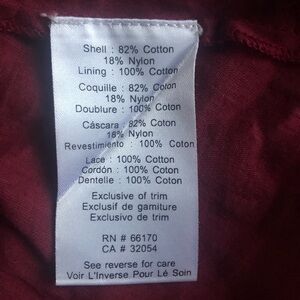 Shell : 82% Cotton
18% Nylon
Lining : 100% Cotton
Coquille : 82% Coton
18% Nylon
Doublure : 100% Coton
Cáscara : 82% Coton
18% Nylon
Revestimiento : 100% Coton
Lace : 100% Cotton
Cordón : 100% Coton
Dentelle : 100% Coton
Exclusive of trim
Exclusif de garniture
Exclusivo de trim
RN # 66170
CA # 32054
See reverse for care
Voir L'Inverse Pour Lé Soin